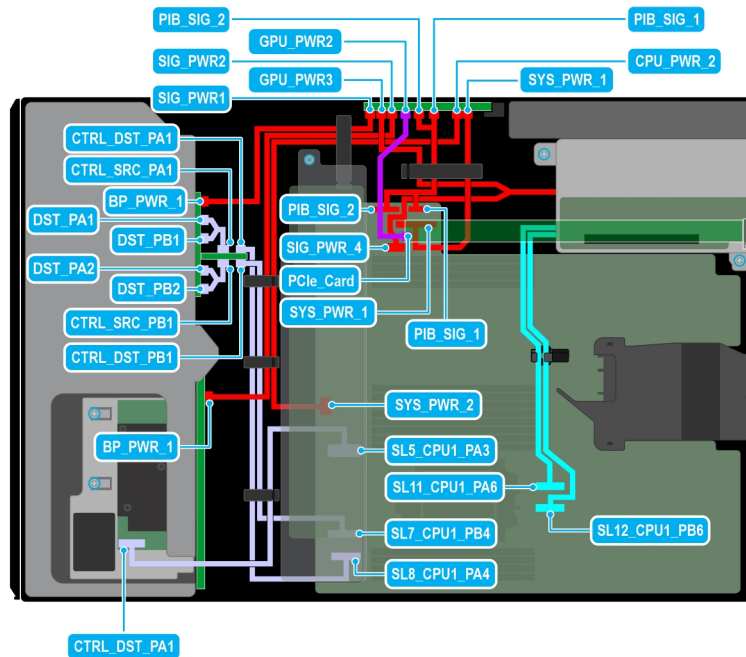 PIB_SIG_2
PIB_SIG_1
GPU_PWR2
SIG_PWR2
CPU_PWR_2
GPU_PWR3
SYS_PWR_1
SIG_PWR1
CTRL_DST_PA1
CTRL_SRC_PA1
BP_PWR_1
DST_PA1
PIB_SIG_2
DST_PB1
SIG_PWR_4
DST_PA2
PCIe_Card
DST_PB2
SYS_PWR_1
CTRL_SRC_PB1
PIB_SIG_1
CTRL_DST_PB1
SYS_PWR_2
BP_PWR_1
SL5_CPU1_PA3
SL11_CPU1_PA6
SL7_CPU1_PB4
SL12_CPU1_PB6
SL8_CPU1_PA4
CTRL_DST_PA1